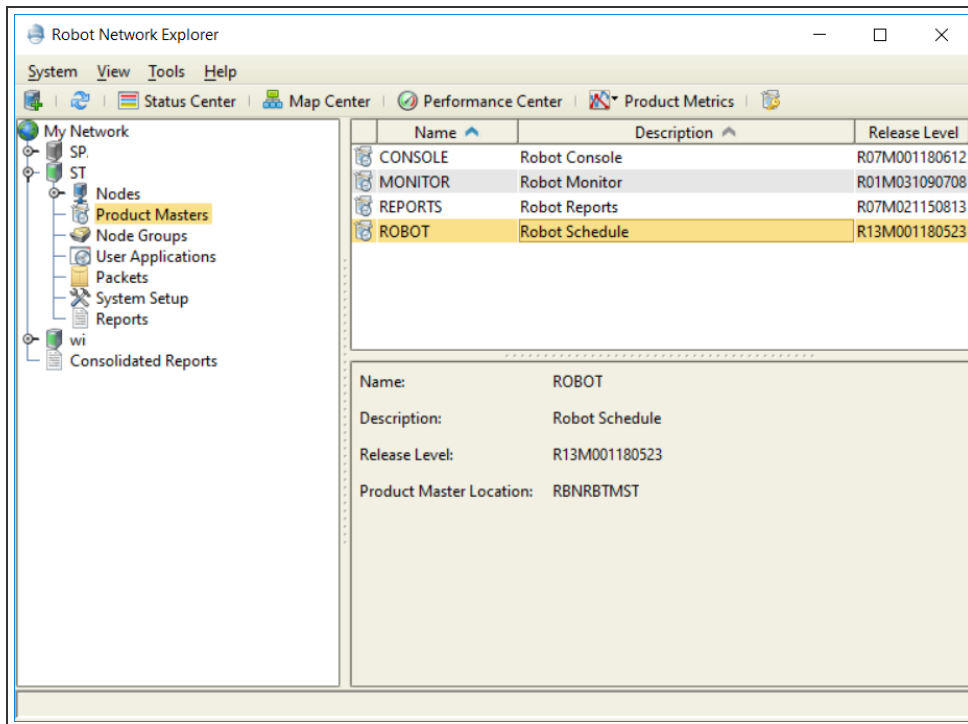 Robot Network Explorer
System View Tools Help
Status Center Map Center Performance Center Product Metrics
My Network
SP.
ST
Nodes
Product Masters
Node Groups
User Applications
Packets
System Setup
Reports
wi
Consolidated Reports
Name Description Release Level
CONSOLE Robot Console R07M001180612
MONITOR Robot Monitor R01M031090708
REPORTS Robot Reports R07M021150813
ROBOT Robot Schedule R13M001180523
Name: ROBOT
Description: Robot Schedule
Release Level: R13M001180523
Product Master Location: RBNRBTMST